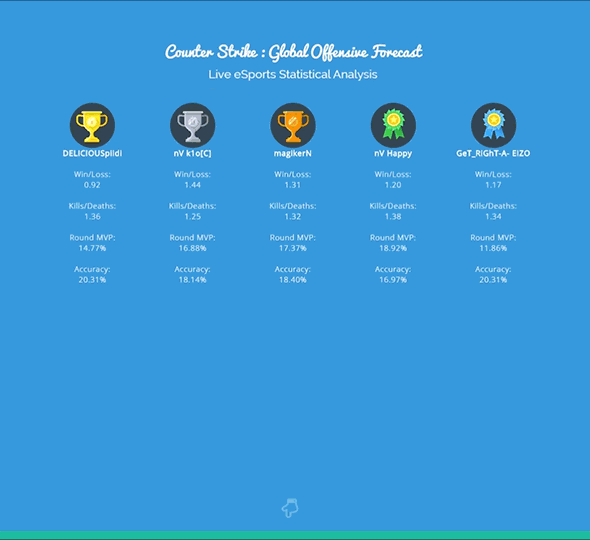 Counter Strike : Global Offensive Forecast
Live eSports Statistical Analysis
DELICIOUSplldl
Win/Loss:
0.92
Kills/Deaths:
1.36
Round MVP:
14.77%
Accuracy:
20.31%
nV k1o[C]
Win/Loss:
1.44
Kills/Deaths:
1.25
Round MVP:
16.88%
Accuracy:
18.14%
magikerN
Win/Loss:
1.31
Kills/Deaths:
1.32
Round MVP:
17.37%
Accuracy:
18.40%
nV Happy
Win/Loss:
1.20
Kills/Deaths:
1.38
Round MVP:
18.92%
Accuracy:
16.97%
GeT_RIGhT-A- EIZO
Win/Loss:
1.17
Kills/Deaths:
1.34
Round MVP:
11.86%
Accuracy:
20.31%